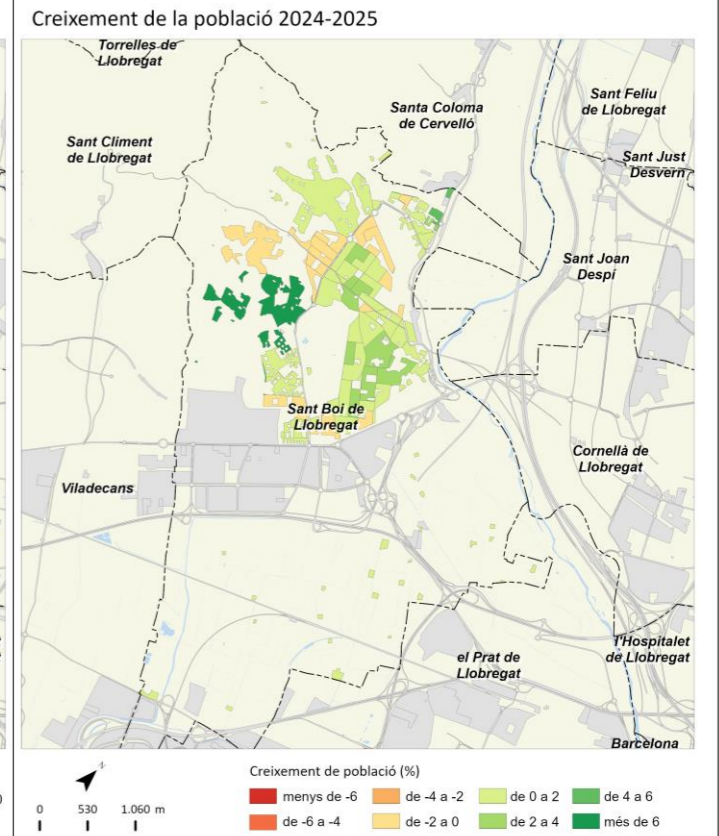 Creixement de la població 2024-2025
Torrelles de
Llobregat
Santa Coloma
de Cervelló
Sant Feliu
de Llobregat
Sant Climent
de Llobregat
Sant Just
Desvern
Sant Joan
Despí
Sant Boi de
Llobregat
Cornellà de
Llobregat
Viladecans
el Prat de
Llobregat
l'Hospitalet
de Llobregat
Barcelona
N
0 530 1.060 m
Creixement de població (%)
menys de -6 de -4 a -2 de 0 a 2 de 4 a 6
de -6 a -4 de -2 a 0 de 2 a 4 més de 6